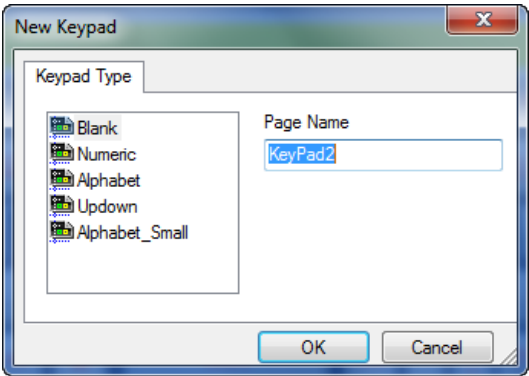 New Keypad
Keypad Type
Blank
Numeric
Alphabet
Updown
Alphabet_Small
Page Name
KeyPad2
OK
Cancel